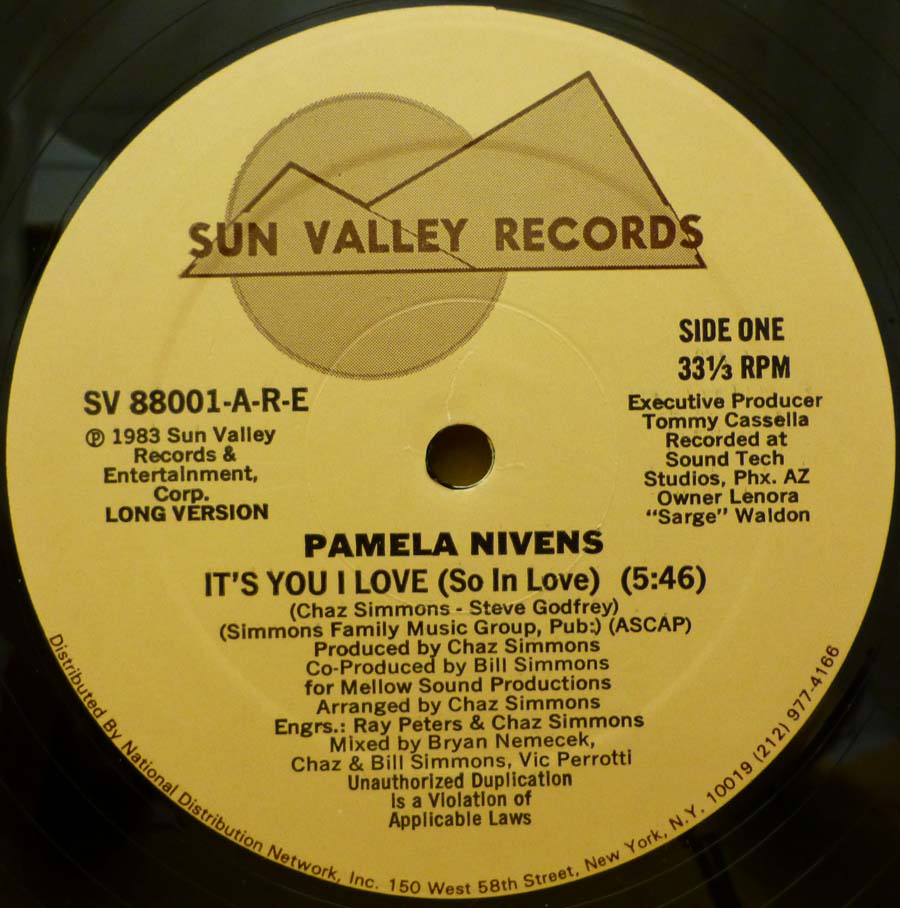 SUN VALLEY RECORDS
SIDE ONE
33⅓ RPM
SV 88001-A-R-E
℗ 1983 Sun Valley
Records &
Entertainment,
Corp.
LONG VERSION
Executive Producer
Tommy Cassella
Recorded at
Sound Tech
Studios, Phx. AZ
Owner Lenora
"Sarge" Waldon
PAMELA NIVENS
IT'S YOU I LOVE (So In Love) (5:46)
(Chaz Simmons - Steve Godfrey)
(Simmons Family Music Group, Pub:) (ASCAP)
Produced by Chaz Simmons
Co-Produced by Bill Simmons
for Mellow Sound Productions
Arranged by Chaz Simmons
Engrs.: Ray Peters & Chaz Simmons
Mixed by Bryan Nemecek,
Chaz & Bill Simmons, Vic Perrotti
Unauthorized Duplication
is a Violation of
Applicable Laws
Distributed By National Distribution Network, Inc. 150 West 58th Street, New York, N.Y. 10019 (212) 977-4166